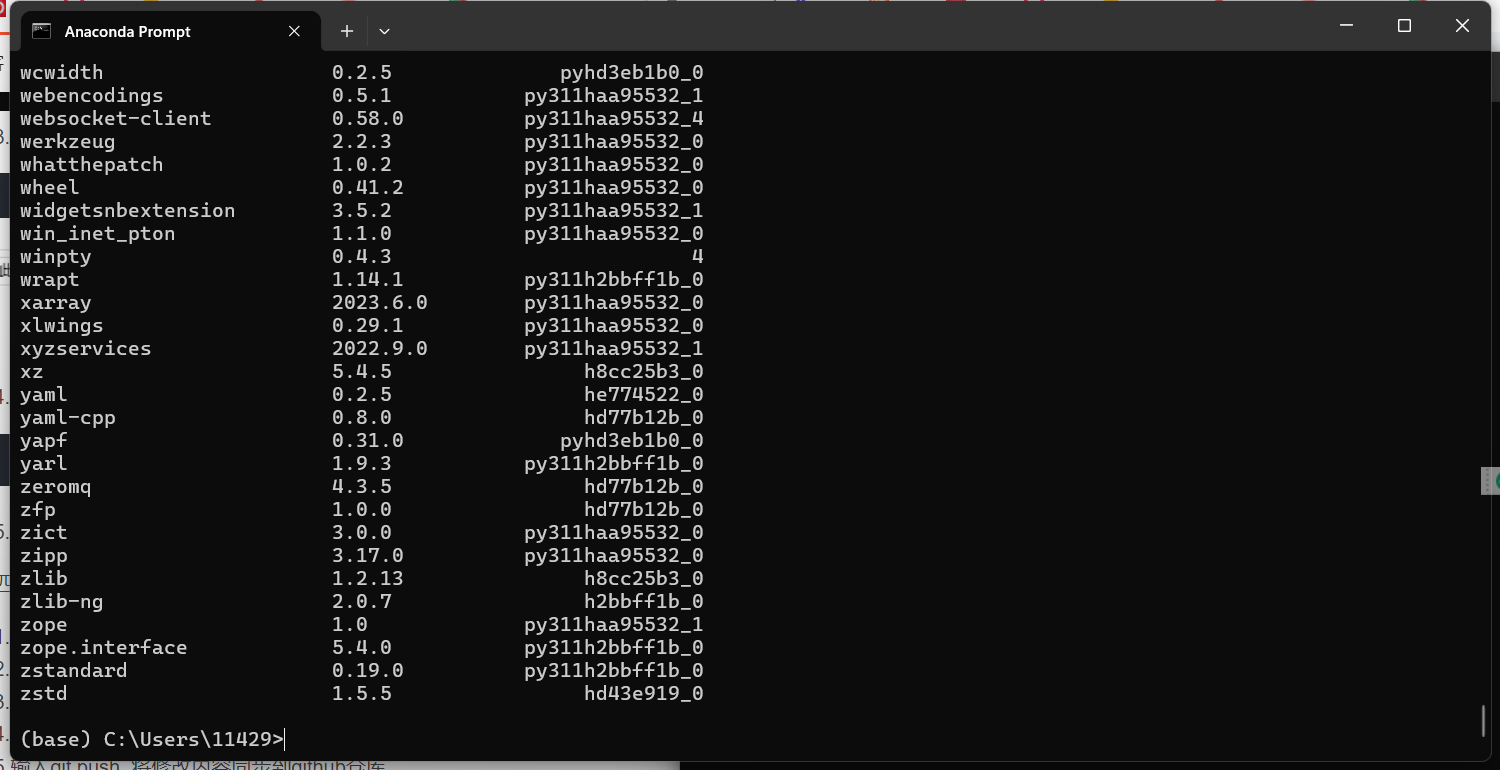 Anaconda Prompt
wcwidth 0.2.5 pyhd3eb1b0_0
webencodings 0.5.1 py311haa95532_1
websocket-client 0.58.0 py311haa95532_4
werkzeug 2.2.3 py311haa95532_0
whatthepatch 1.0.2 py311haa95532_0
wheel 0.41.2 py311haa95532_0
widgetsnbextension 3.5.2 py311haa95532_1
win_inet_pton 1.1.0 py311haa95532_0
winpty 0.4.3 4
wrapt 1.14.1 py311h2bbff1b_0
xarray 2023.6.0 py311haa95532_0
xlwings 0.29.1 py311haa95532_0
xyzservices 2022.9.0 py311haa95532_1
xz 5.4.5 h8cc25b3_0
yaml 0.2.5 he774522_0
yaml-cpp 0.8.0 hd77b12b_0
yapf 0.31.0 pyhd3eb1b0_0
yarl 1.9.3 py311h2bbff1b_0
zeromq 4.3.5 hd77b12b_0
zfp 1.0.0 hd77b12b_0
zict 3.0.0 py311haa95532_0
zipp 3.17.0 py311haa95532_0
zlib 1.2.13 h8cc25b3_0
zlib-ng 2.0.7 h2bbff1b_0
zope 1.0 py311haa95532_1
zope.interface 5.4.0 py311h2bbff1b_0
zstandard 0.19.0 py311h2bbff1b_0
zstd 1.5.5 hd43e919_0
(base) C:\Users\11429>
输入git push 将修改内容同步到github仓库